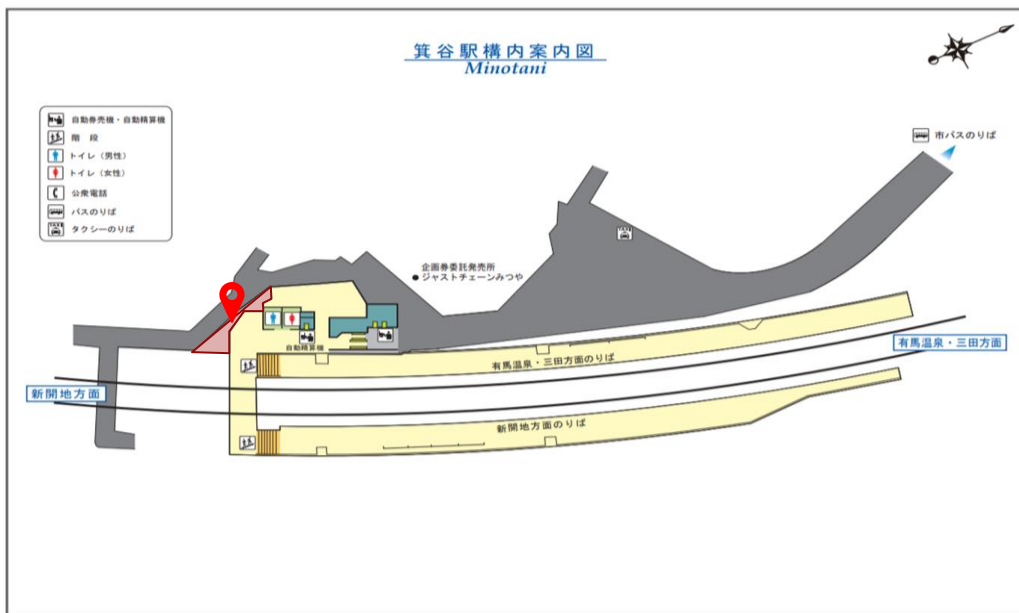 箕谷駅構内案内図
Minotani
自動券売機・自動精算機
階段
トイレ（男性）
トイレ（女性）
公衆電話
バスのりば
TAXI
タクシーのりば
市バスのりば
TAXI
企画券委託発売所
ジャストチェーンみつや
自動精算機
有馬温泉・三田方面のりば
有馬温泉・三田方面
新開地方面
新開地方面のりば